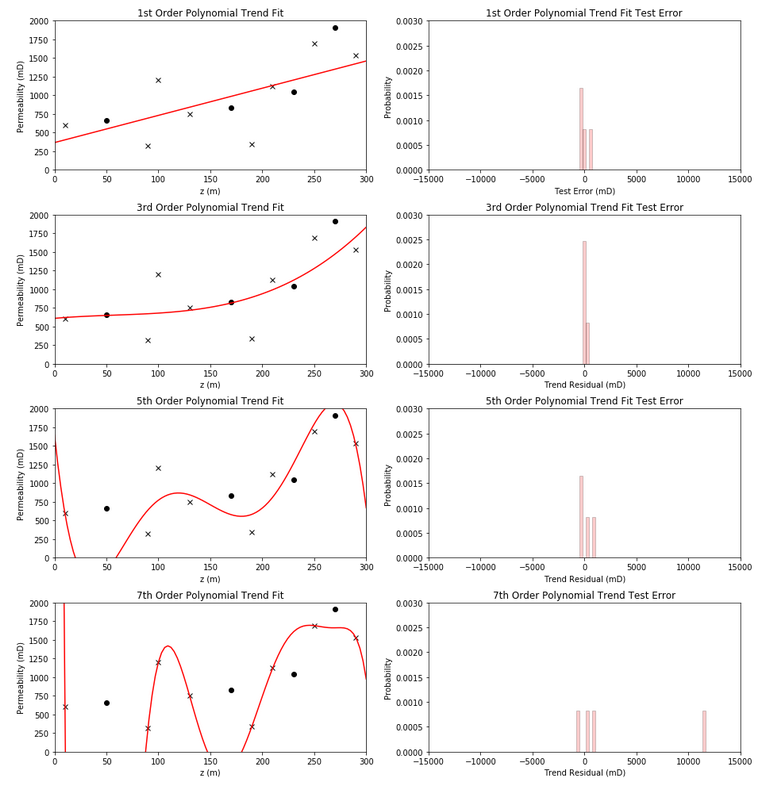 1st Order Polynomial Trend Fit
2000
1750
1500
1250
1000
750
500
250
0
Permeability (mD)
0 50 100 150 200 250 300
z (m)
1st Order Polynomial Trend Fit Test Error
0.0030
0.0025
0.0020
0.0015
0.0010
0.0005
0.0000
Probability
−15000 −10000 −5000 0 5000 10000 15000
Test Error (mD)
3rd Order Polynomial Trend Fit
2000
1750
1500
1250
1000
750
500
250
0
Permeability (mD)
0 50 100 150 200 250 300
z (m)
3rd Order Polynomial Trend Fit Test Error
0.0030
0.0025
0.0020
0.0015
0.0010
0.0005
0.0000
Probability
−15000 −10000 −5000 0 5000 10000 15000
Trend Residual (mD)
5th Order Polynomial Trend Fit
2000
1750
1500
1250
1000
750
500
250
0
Permeability (mD)
0 50 100 150 200 250 300
z (m)
5th Order Polynomial Trend Fit Test Error
0.0030
0.0025
0.0020
0.0015
0.0010
0.0005
0.0000
Probability
−15000 −10000 −5000 0 5000 10000 15000
Trend Residual (mD)
7th Order Polynomial Trend Fit
2000
1750
1500
1250
1000
750
500
250
0
Permeability (mD)
0 50 100 150 200 250 300
z (m)
7th Order Polynomial Trend Test Error
0.0030
0.0025
0.0020
0.0015
0.0010
0.0005
0.0000
Probability
−15000 −10000 −5000 0 5000 10000 15000
Trend Residual (mD)